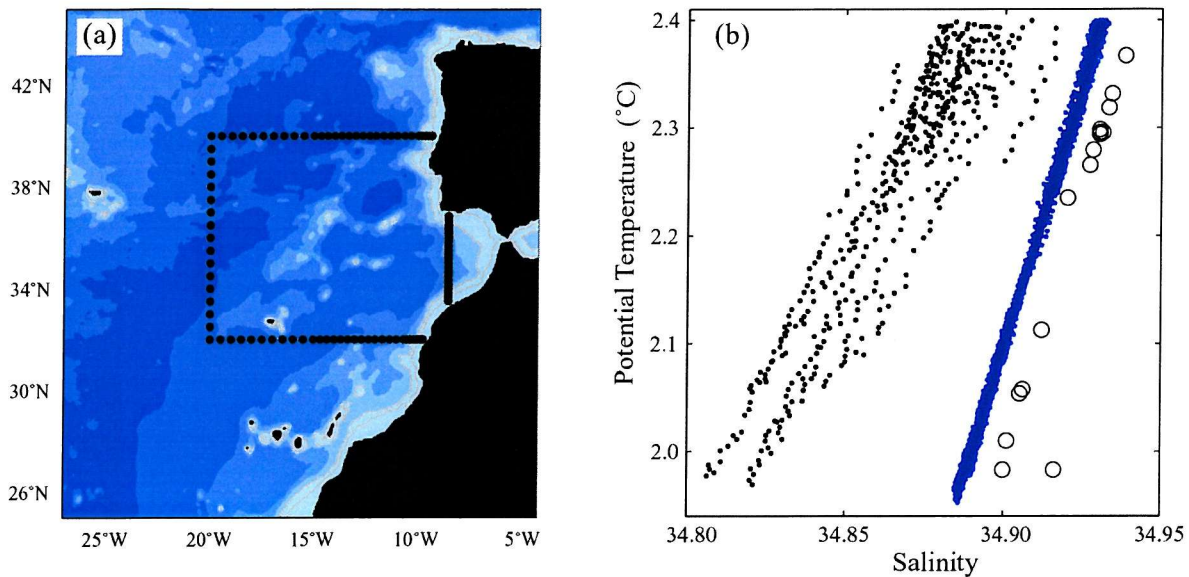 (a)
42°N
38°N
34°N
30°N
26°N
25°W
20°W
15°W
10°W
5°W
(b)
2.4
2.3
2.2
2.1
2.0
Potential Temperature (°C)
34.80
34.85
34.90
34.95
Salinity